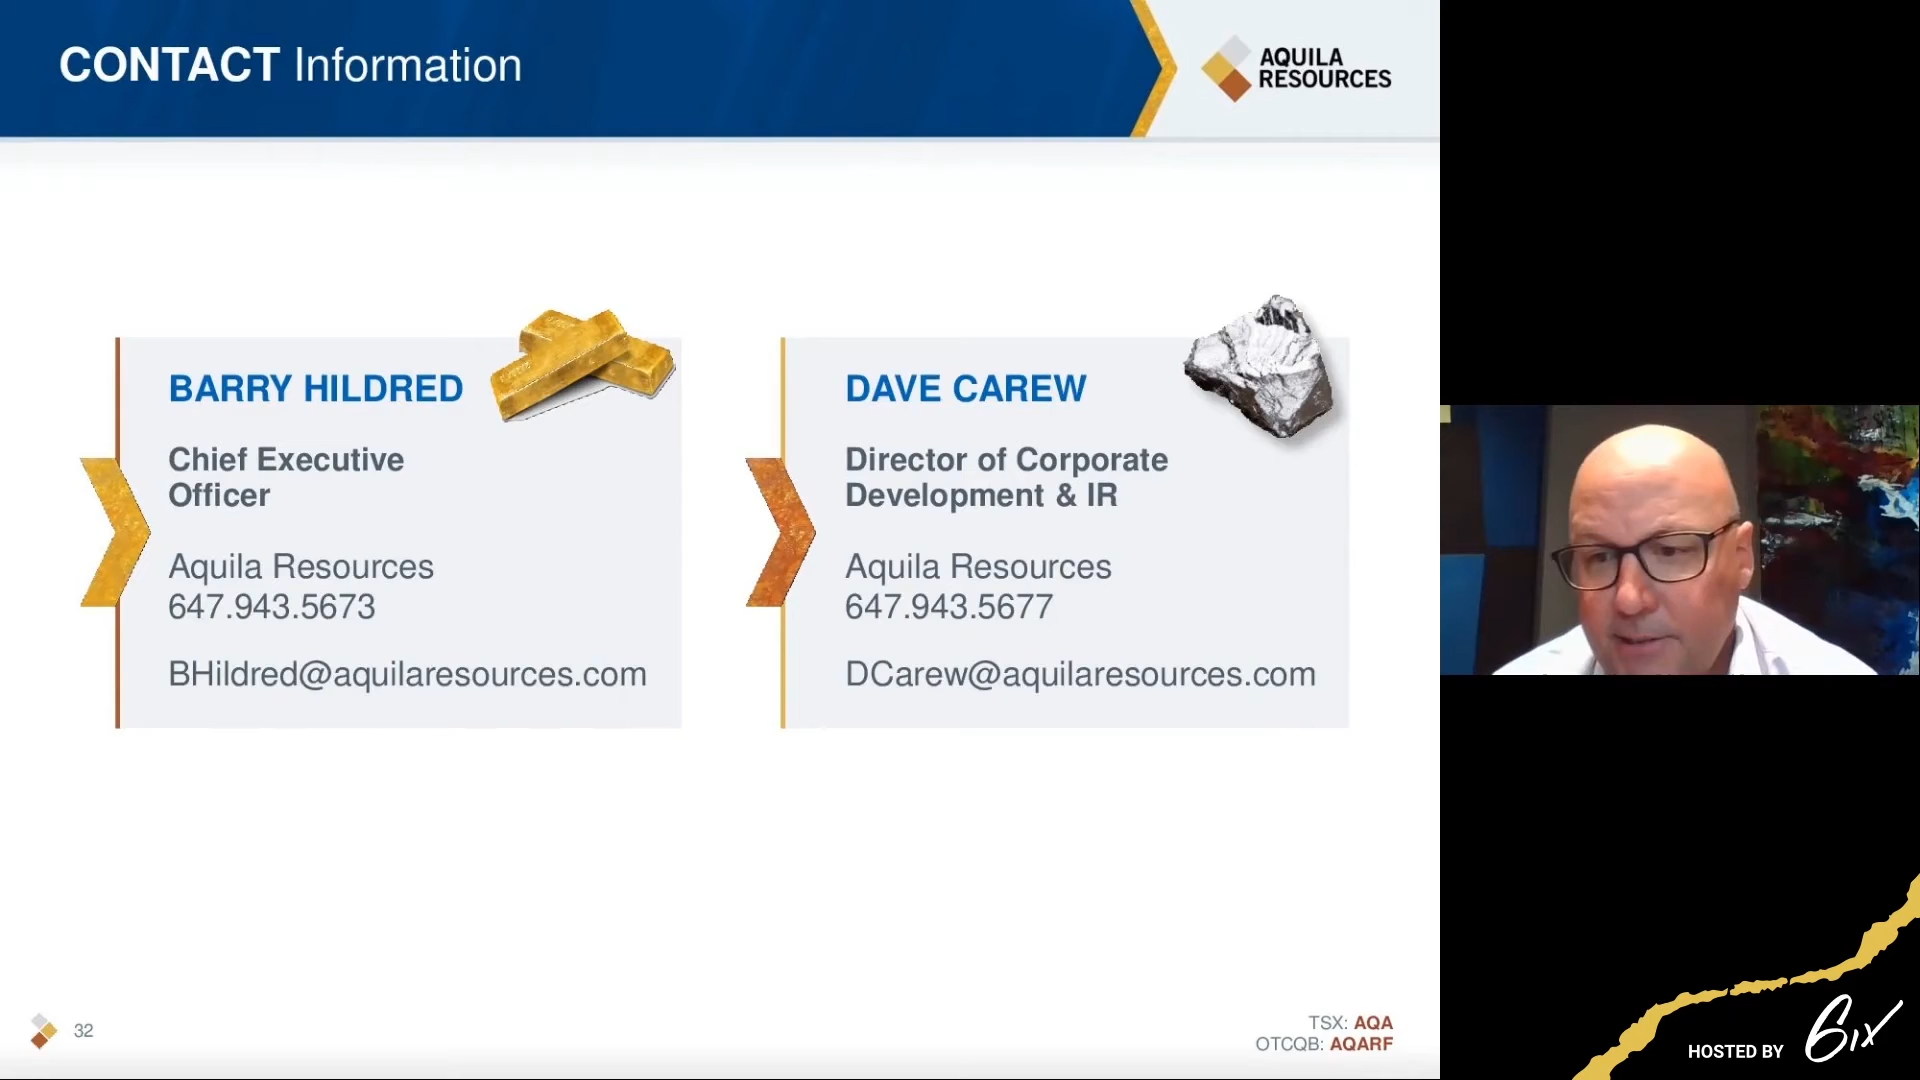 CONTACT Information
AQUILA
RESOURCES
BARRY HILDRED
Chief Executive
Officer
Aquila Resources
647.943.5673
BHildred@aquilaresources.com
DAVE CAREW
Director of Corporate
Development & IR
Aquila Resources
647.943.5677
DCarew@aquilaresources.com
32
TSX: AQA
OTCQB: AQARF
HOSTED BY 6ix